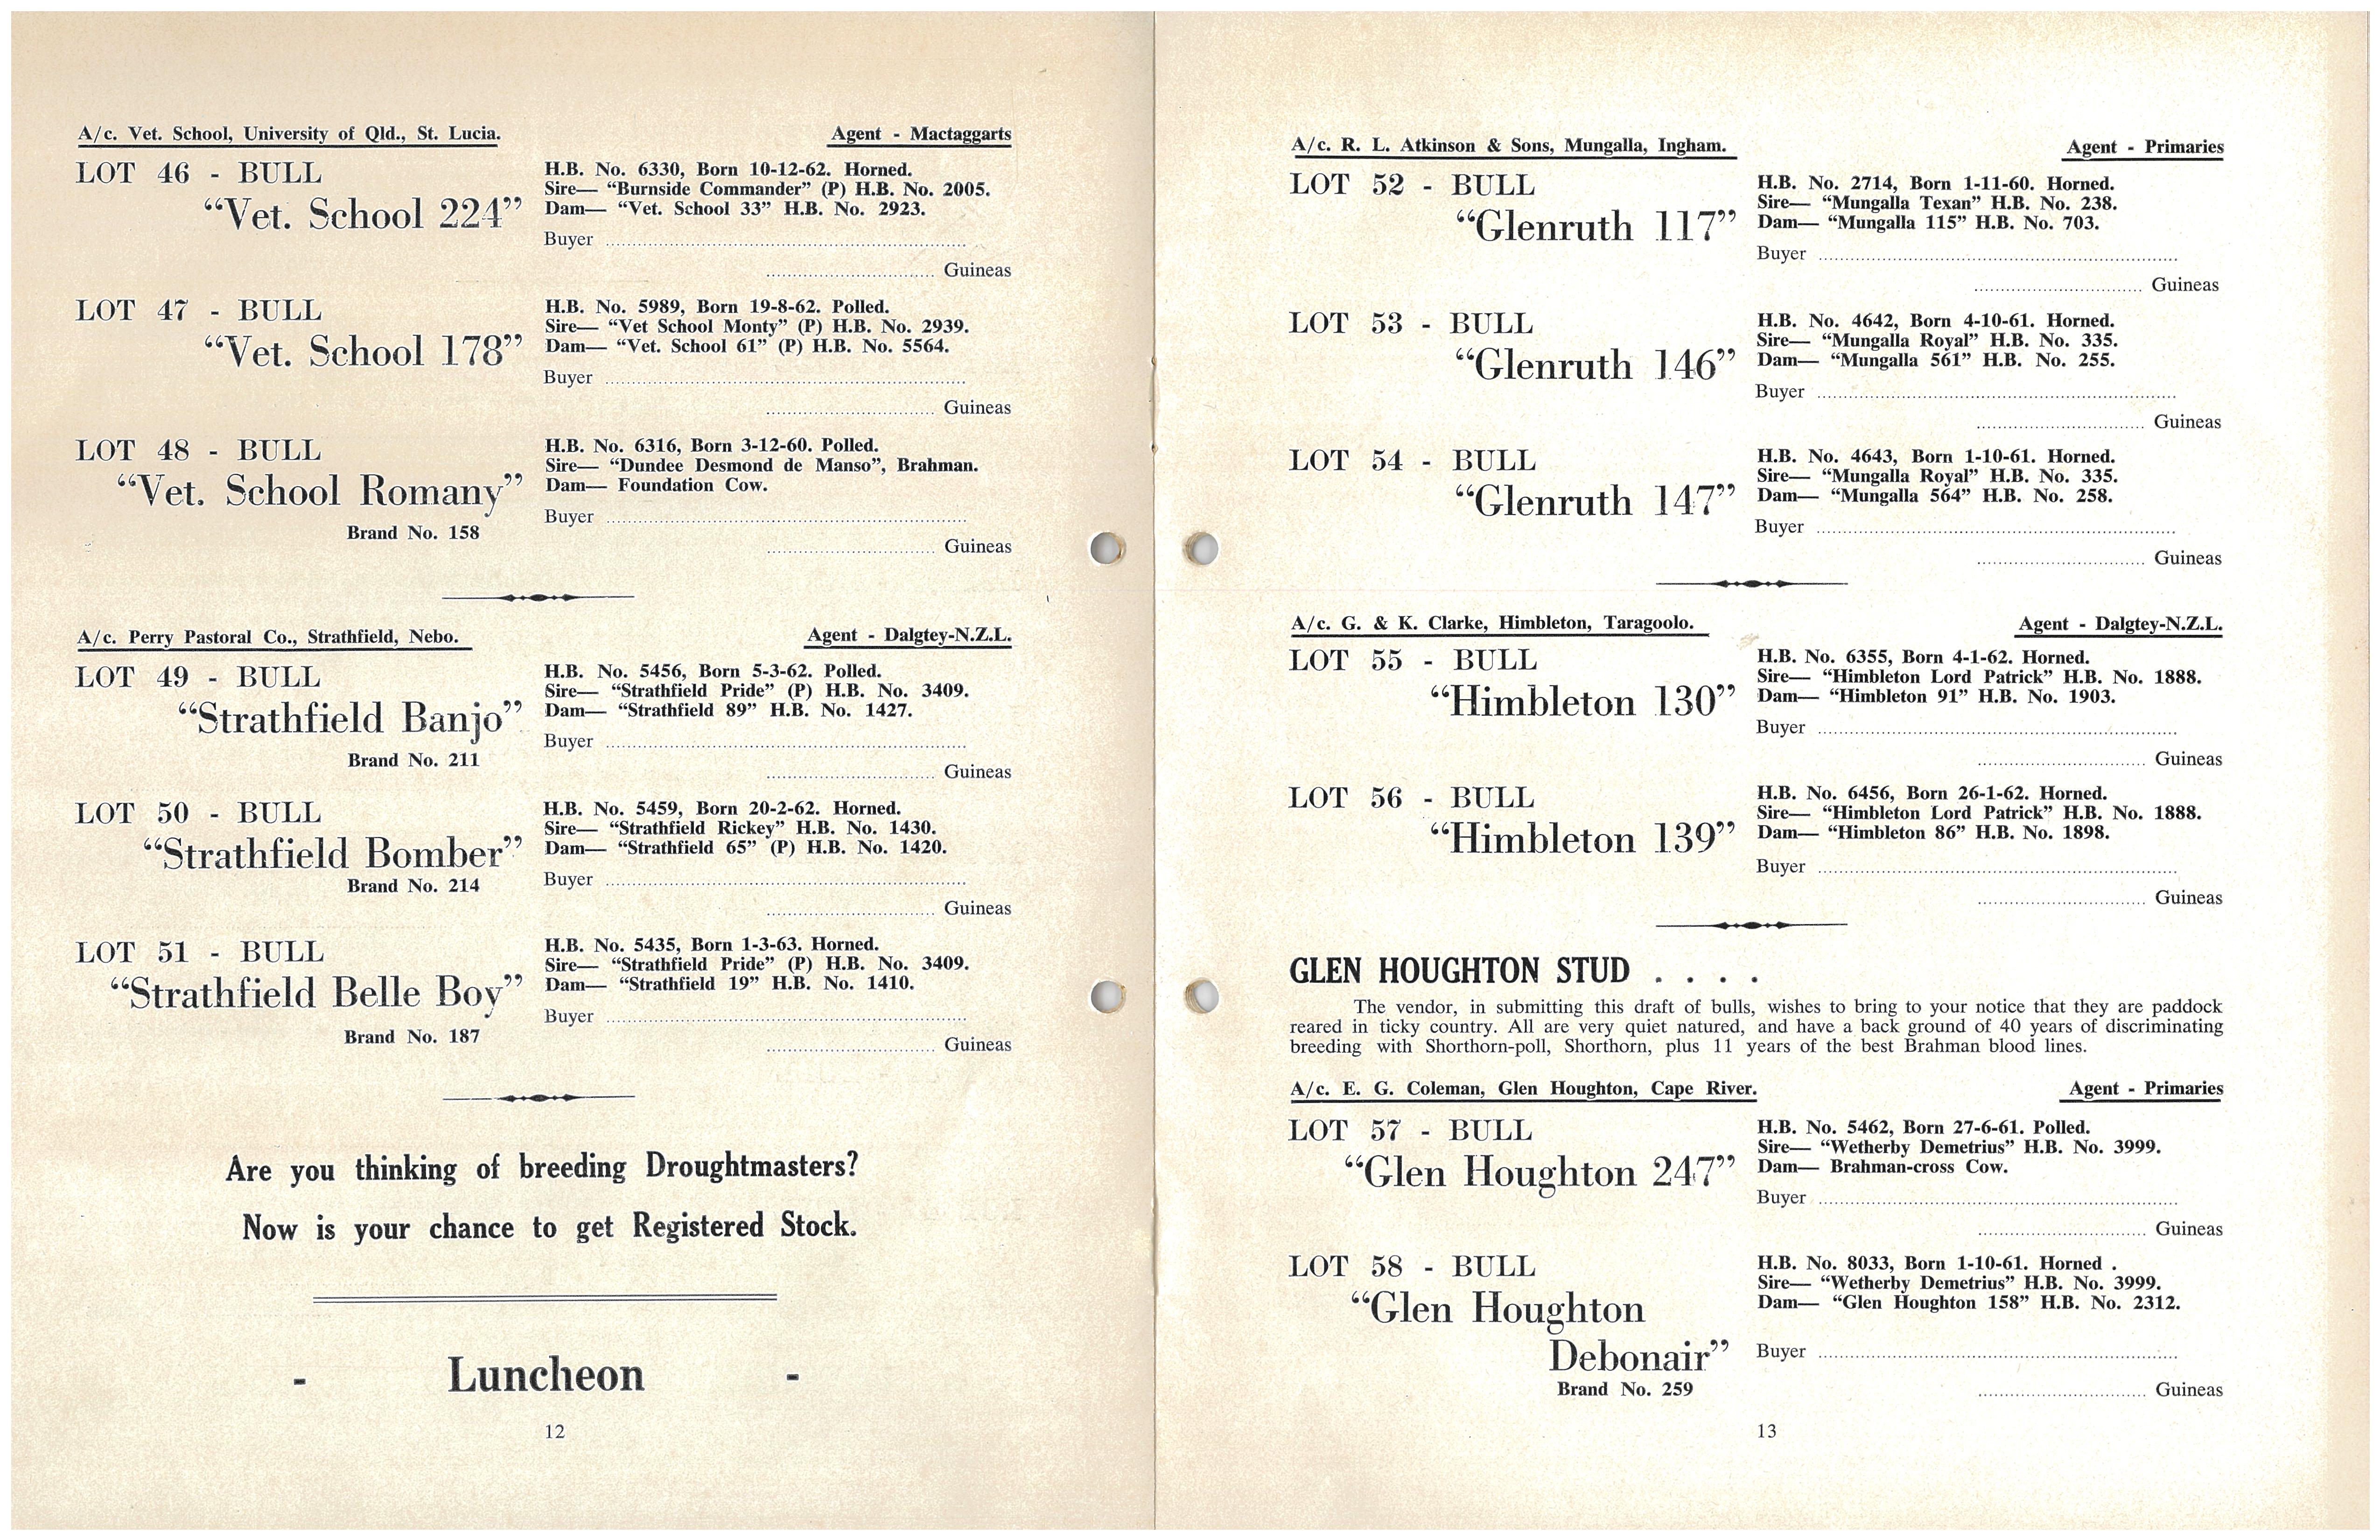 A/c. Vet. School, University of Qld., St. Lucia. Agent - Mactaggarts
LOT 46 - BULL
“Vet. School 224”
H.B. No. 6330, Born 10-12-62. Horned.
Sire— “Burnside Commander” (P) H.B. No. 2005.
Dam— “Vet. School 33” H.B. No. 2923.
Buyer
Guineas
LOT 47 - BULL
“Vet. School 178”
H.B. No. 5989, Born 19-8-62. Polled.
Sire— “Vet School Monty” (P) H.B. No. 2939.
Dam— “Vet. School 61” (P) H.B. No. 5564.
Buyer
Guineas
LOT 48 - BULL
“Vet. School Romany”
Brand No. 158
H.B. No. 6316, Born 3-12-60. Polled.
Sire— “Dundee Desmond de Manso”, Brahman.
Dam— Foundation Cow.
Buyer
Guineas
A/c. Perry Pastoral Co., Strathfield, Nebo. Agent - Dalgtey-N.Z.L.
LOT 49 - BULL
“Strathfield Banjo”
Brand No. 211
H.B. No. 5456, Born 5-3-62. Polled.
Sire— “Strathfield Pride” (P) H.B. No. 3409.
Dam— “Strathfield 89” H.B. No. 1427.
Buyer
Guineas
LOT 50 - BULL
“Strathfield Bomber”
Brand No. 214
H.B. No. 5459, Born 20-2-62. Horned.
Sire— “Strathfield Rickey” H.B. No. 1430.
Dam— “Strathfield 65” (P) H.B. No. 1420.
Buyer
Guineas
LOT 51 - BULL
“Strathfield Belle Boy”
Brand No. 187
H.B. No. 5435, Born 1-3-63. Horned.
Sire— “Strathfield Pride” (P) H.B. No. 3409.
Dam— “Strathfield 19” H.B. No. 1410.
Buyer
Guineas
Are you thinking of breeding Droughtmasters?
Now is your chance to get Registered Stock.
- Luncheon -
12
A/c. R. L. Atkinson & Sons, Mungalla, Ingham. Agent - Primaries
LOT 52 - BULL
“Glenruth 117”
H.B. No. 2714, Born 1-11-60. Horned.
Sire— “Mungalla Texan” H.B. No. 238.
Dam— “Mungalla 115” H.B. No. 703.
Buyer
Guineas
LOT 53 - BULL
“Glenruth 146”
H.B. No. 4642, Born 4-10-61. Horned.
Sire— “Mungalla Royal” H.B. No. 335.
Dam— “Mungalla 561” H.B. No. 255.
Buyer
Guineas
LOT 54 - BULL
“Glenruth 147”
H.B. No. 4643, Born 1-10-61. Horned.
Sire— “Mungalla Royal” H.B. No. 335.
Dam— “Mungalla 564” H.B. No. 258.
Buyer
Guineas
A/c. G. & K. Clarke, Himbleton, Taragoolo. Agent - Dalgtey-N.Z.L.
LOT 55 - BULL
“Himbleton 130”
H.B. No. 6355, Born 4-1-62. Horned.
Sire— “Himbleton Lord Patrick” H.B. No. 1888.
Dam— “Himbleton 91” H.B. No. 1903.
Buyer
Guineas
LOT 56 - BULL
“Himbleton 139”
H.B. No. 6456, Born 26-1-62. Horned.
Sire— “Himbleton Lord Patrick” H.B. No. 1888.
Dam— “Himbleton 86” H.B. No. 1898.
Buyer
Guineas
GLEN HOUGHTON STUD . . . .
The vendor, in submitting this draft of bulls, wishes to bring to your notice that they are paddock
reared in ticky country. All are very quiet natured, and have a back ground of 40 years of discriminating
breeding with Shorthorn-poll, Shorthorn, plus 11 years of the best Brahman blood lines.
A/c. E. G. Coleman, Glen Houghton, Cape River. Agent - Primaries
LOT 57 - BULL
“Glen Houghton 247”
H.B. No. 5462, Born 27-6-61. Polled.
Sire— “Wetherby Demetrius” H.B. No. 3999.
Dam— Brahman-cross Cow.
Buyer
Guineas
LOT 58 - BULL
“Glen Houghton
Debonair”
Brand No. 259
H.B. No. 8033, Born 1-10-61. Horned .
Sire— “Wetherby Demetrius” H.B. No. 3999.
Dam— “Glen Houghton 158” H.B. No. 2312.
Buyer
Guineas
13